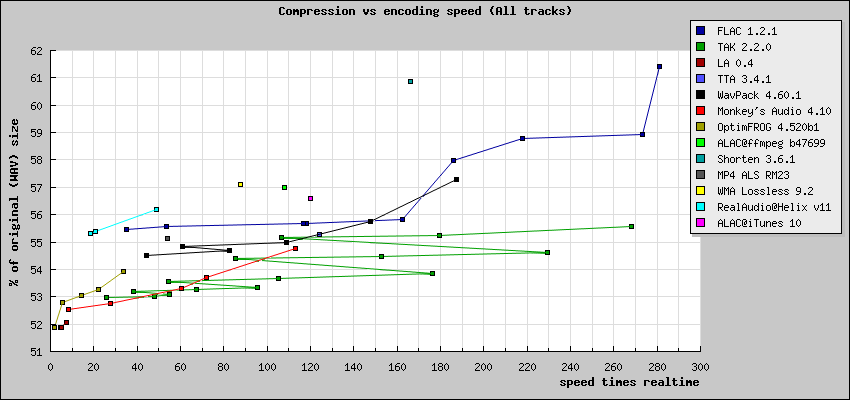 Compression vs encoding speed (All tracks)
FLAC 1.2.1
TAK 2.2.0
LA 0.4
TTA 3.4.1
WavPack 4.60.1
Monkey's Audio 4.10
OptimFROG 4.520b1
ALAC@ffmpeg b47699
Shorten 3.6.1
MP4 ALS RM23
WMA Lossless 9.2
RealAudio@Helix v11
ALAC@iTunes 10
% of original (WAV) size
62
61
60
59
58
57
56
55
54
53
52
51
0 20 40 60 80 100 120 140 160 180 200 220 240 260 280 300
speed times realtime